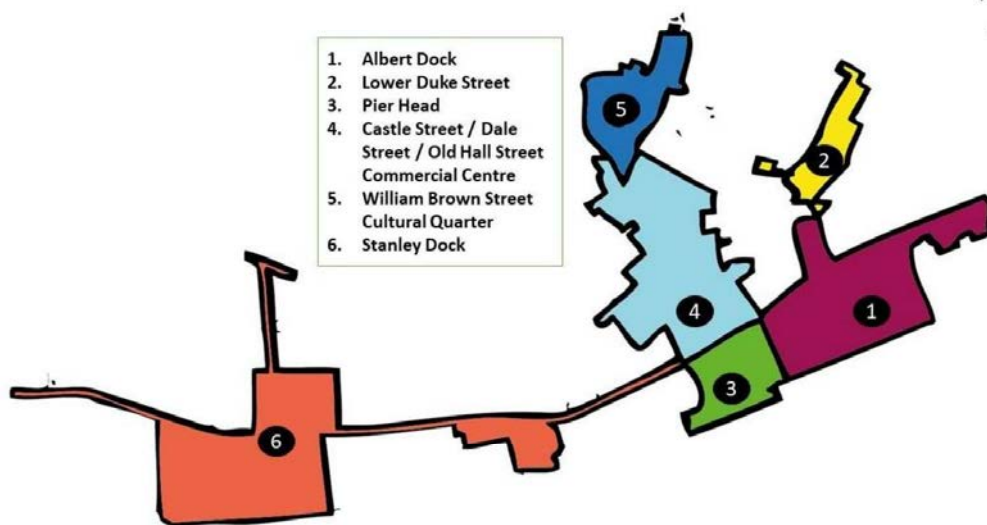 1. Albert Dock
2. Lower Duke Street
3. Pier Head
4. Castle Street / Dale
Street / Old Hall Street
Commercial Centre
5. William Brown Street
Cultural Quarter
6. Stanley Dock
5
2
1
4
3
6